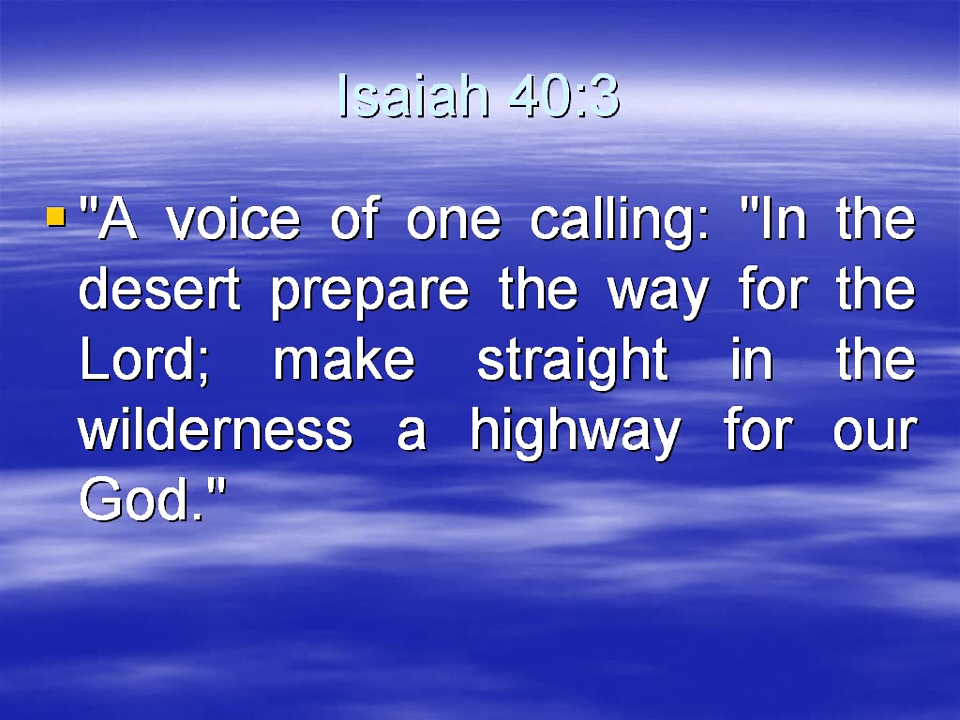 Isaiah 40:3
"A voice of one calling: "In the
desert prepare the way for the
Lord; make straight in the
wilderness a highway for our
God."